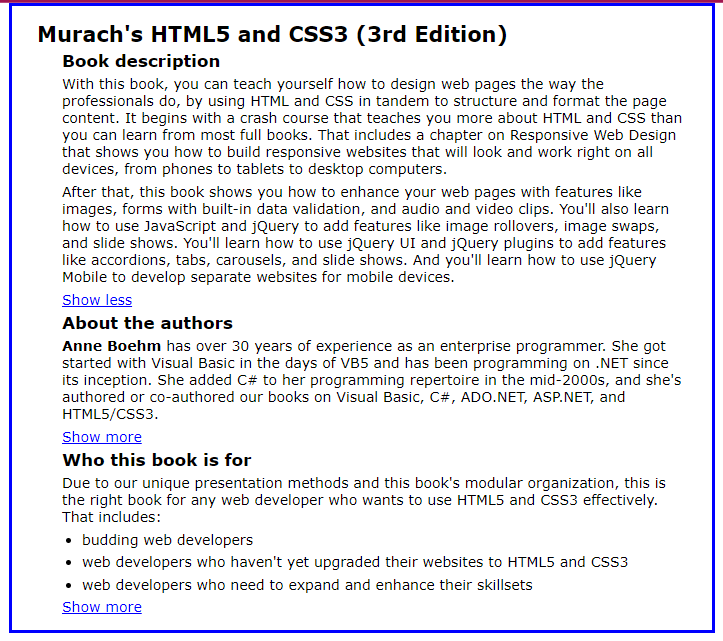 Murach's HTML5 and CSS3 (3rd Edition)
Book description
With this book, you can teach yourself how to design web pages the way the
professionals do, by using HTML and CSS in tandem to structure and format the page
content. It begins with a crash course that teaches you more about HTML and CSS than
you can learn from most full books. That includes a chapter on Responsive Web Design
that shows you how to build responsive websites that will look and work right on all
devices, from phones to tablets to desktop computers.
After that, this book shows you how to enhance your web pages with features like
images, forms with built-in data validation, and audio and video clips. You'll also learn
how to use JavaScript and jQuery to add features like image rollovers, image swaps,
and slide shows. You'll learn how to use jQuery UI and jQuery plugins to add features
like accordions, tabs, carousels, and slide shows. And you'll learn how to use jQuery
Mobile to develop separate websites for mobile devices.
Show less
About the authors
Anne Boehm has over 30 years of experience as an enterprise programmer. She got
started with Visual Basic in the days of VB5 and has been programming on .NET since
its inception. She added C# to her programming repertoire in the mid-2000s, and she's
authored or co-authored our books on Visual Basic, C#, ADO.NET, ASP.NET, and
HTML5/CSS3.
Show more
Who this book is for
Due to our unique presentation methods and this book's modular organization, this is
the right book for any web developer who wants to use HTML5 and CSS3 effectively.
That includes:
• budding web developers
• web developers who haven't yet upgraded their websites to HTML5 and CSS3
• web developers who need to expand and enhance their skillsets
Show more